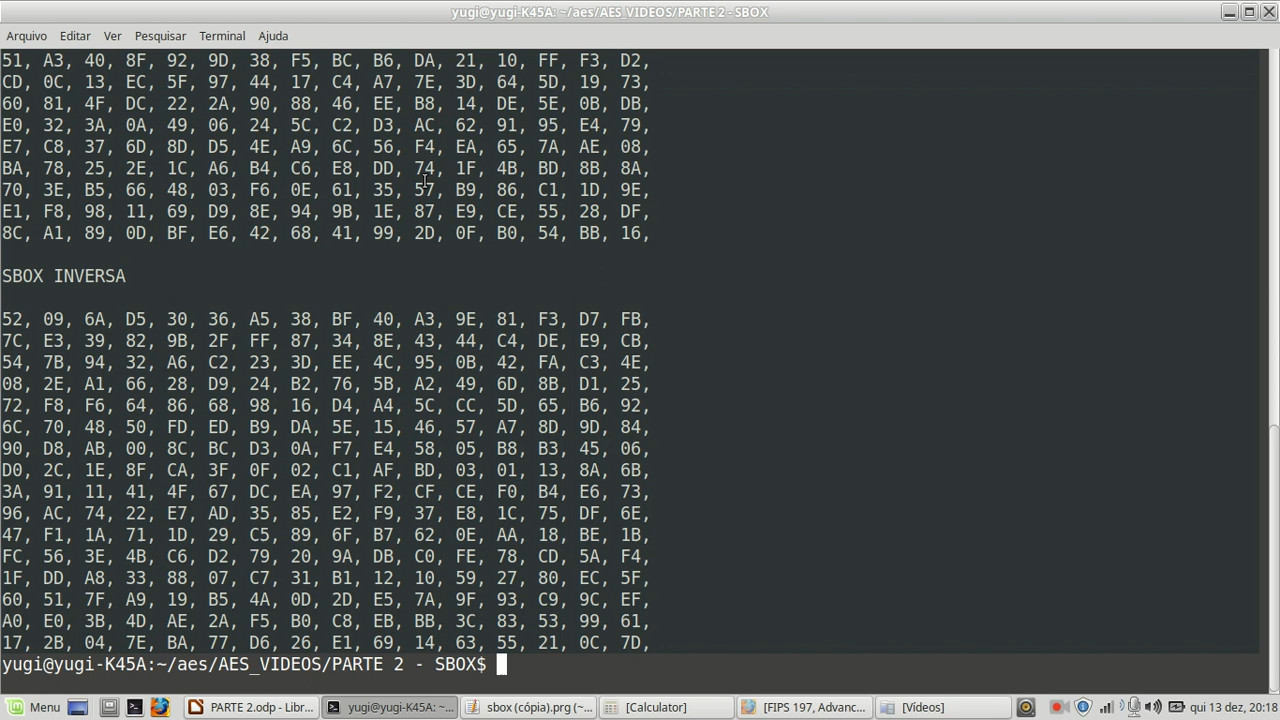 yugi@yugi-K45A: ~/aes/AES_VIDEOS/PARTE 2 - SBOX
Arquivo Editar Ver Pesquisar Terminal Ajuda
51, A3, 40, 8F, 92, 9D, 38, F5, BC, B6, DA, 21, 10, FF, F3, D2,
CD, 0C, 13, EC, 5F, 97, 44, 17, C4, A7, 7E, 3D, 64, 5D, 19, 73,
60, 81, 4F, DC, 22, 2A, 90, 88, 46, EE, B8, 14, DE, 5E, 0B, DB,
E0, 32, 3A, 0A, 49, 06, 24, 5C, C2, D3, AC, 62, 91, 95, E4, 79,
E7, C8, 37, 6D, 8D, D5, 4E, A9, 6C, 56, F4, EA, 65, 7A, AE, 08,
BA, 78, 25, 2E, 1C, A6, B4, C6, E8, DD, 74, 1F, 4B, BD, 8B, 8A,
70, 3E, B5, 66, 48, 03, F6, 0E, 61, 35, 57, B9, 86, C1, 1D, 9E,
E1, F8, 98, 11, 69, D9, 8E, 94, 9B, 1E, 87, E9, CE, 55, 28, DF,
8C, A1, 89, 0D, BF, E6, 42, 68, 41, 99, 2D, 0F, B0, 54, BB, 16,
SBOX INVERSA
52, 09, 6A, D5, 30, 36, A5, 38, BF, 40, A3, 9E, 81, F3, D7, FB,
7C, E3, 39, 82, 9B, 2F, FF, 87, 34, 8E, 43, 44, C4, DE, E9, CB,
54, 7B, 94, 32, A6, C2, 23, 3D, EE, 4C, 95, 0B, 42, FA, C3, 4E,
08, 2E, A1, 66, 28, D9, 24, B2, 76, 5B, A2, 49, 6D, 8B, D1, 25,
72, F8, F6, 64, 86, 68, 98, 16, D4, A4, 5C, CC, 5D, 65, B6, 92,
6C, 70, 48, 50, FD, ED, B9, DA, 5E, 15, 46, 57, A7, 8D, 9D, 84,
90, D8, AB, 00, 8C, BC, D3, 0A, F7, E4, 58, 05, B8, B3, 45, 06,
D0, 2C, 1E, 8F, CA, 3F, 0F, 02, C1, AF, BD, 03, 01, 13, 8A, 6B,
3A, 91, 11, 41, 4F, 67, DC, EA, 97, F2, CF, CE, F0, B4, E6, 73,
96, AC, 74, 22, E7, AD, 35, 85, E2, F9, 37, E8, 1C, 75, DF, 6E,
47, F1, 1A, 71, 1D, 29, C5, 89, 6F, B7, 62, 0E, AA, 18, BE, 1B,
FC, 56, 3E, 4B, C6, D2, 79, 20, 9A, DB, C0, FE, 78, CD, 5A, F4,
1F, DD, A8, 33, 88, 07, C7, 31, B1, 12, 10, 59, 27, 80, EC, 5F,
60, 51, 7F, A9, 19, B5, 4A, 0D, 2D, E5, 7A, 9F, 93, C9, 9C, EF,
A0, E0, 3B, 4D, AE, 2A, F5, B0, C8, EB, BB, 3C, 83, 53, 99, 61,
17, 2B, 04, 7E, BA, 77, D6, 26, E1, 69, 14, 63, 55, 21, 0C, 7D,
yugi@yugi-K45A:~/aes/AES_VIDEOS/PARTE 2 - SBOX$
Menu PARTE 2.odp - Libr... yugi@yugi-K45A: ~... sbox (cópia).prg (~... [Calculator] [FIPS 197, Advanc... [Vídeos] qui 13 dez, 20:18